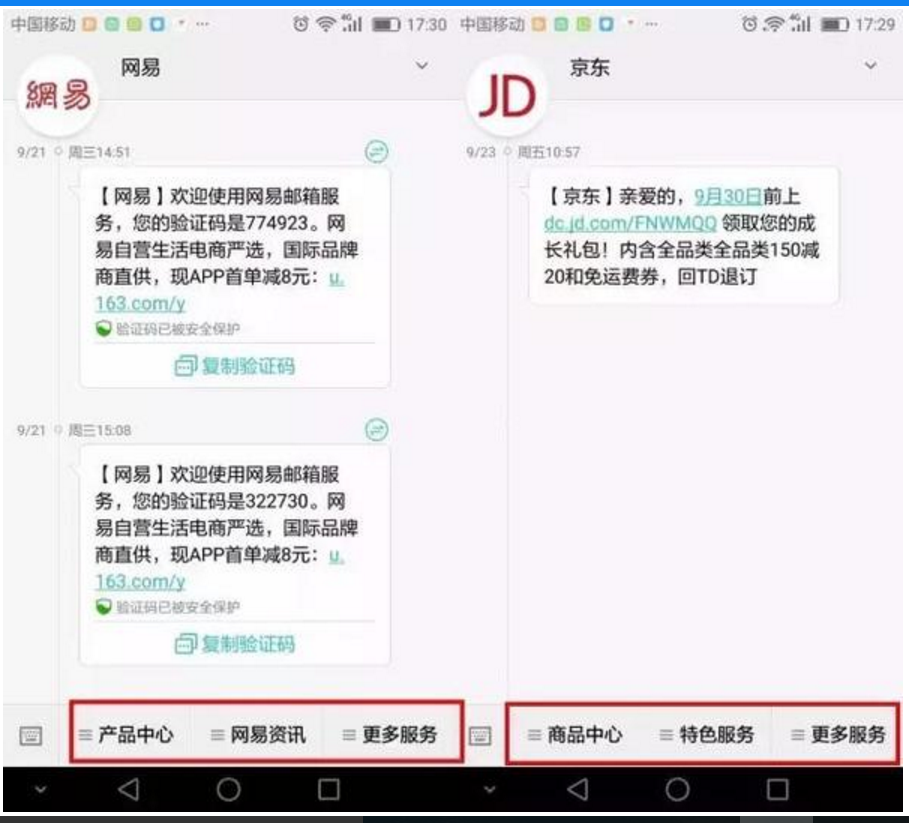 中国移动
17:30
網易
网易
9/21 周三14:51
【网易】欢迎使用网易邮箱服
务，您的验证码是774923。网
易自营生活电商严选，国际品牌
商直供，现APP首单减8元：u.
163.com/y
验证码已被安全保护
复制验证码
9/21 周三15:08
【网易】欢迎使用网易邮箱服
务，您的验证码是322730。网
易自营生活电商严选，国际品牌
商直供，现APP首单减8元：u.
163.com/y
验证码已被安全保护
复制验证码
产品中心 网易资讯 更多服务
中国移动
17:29
JD
京东
9/23 周五10:57
【京东】亲爱的，9月30日前上
dc.jd.com/FNWMQQ 领取您的成
长礼包！内含全品类全品类150减
20和免运费券，回TD退订
商品中心 特色服务 更多服务